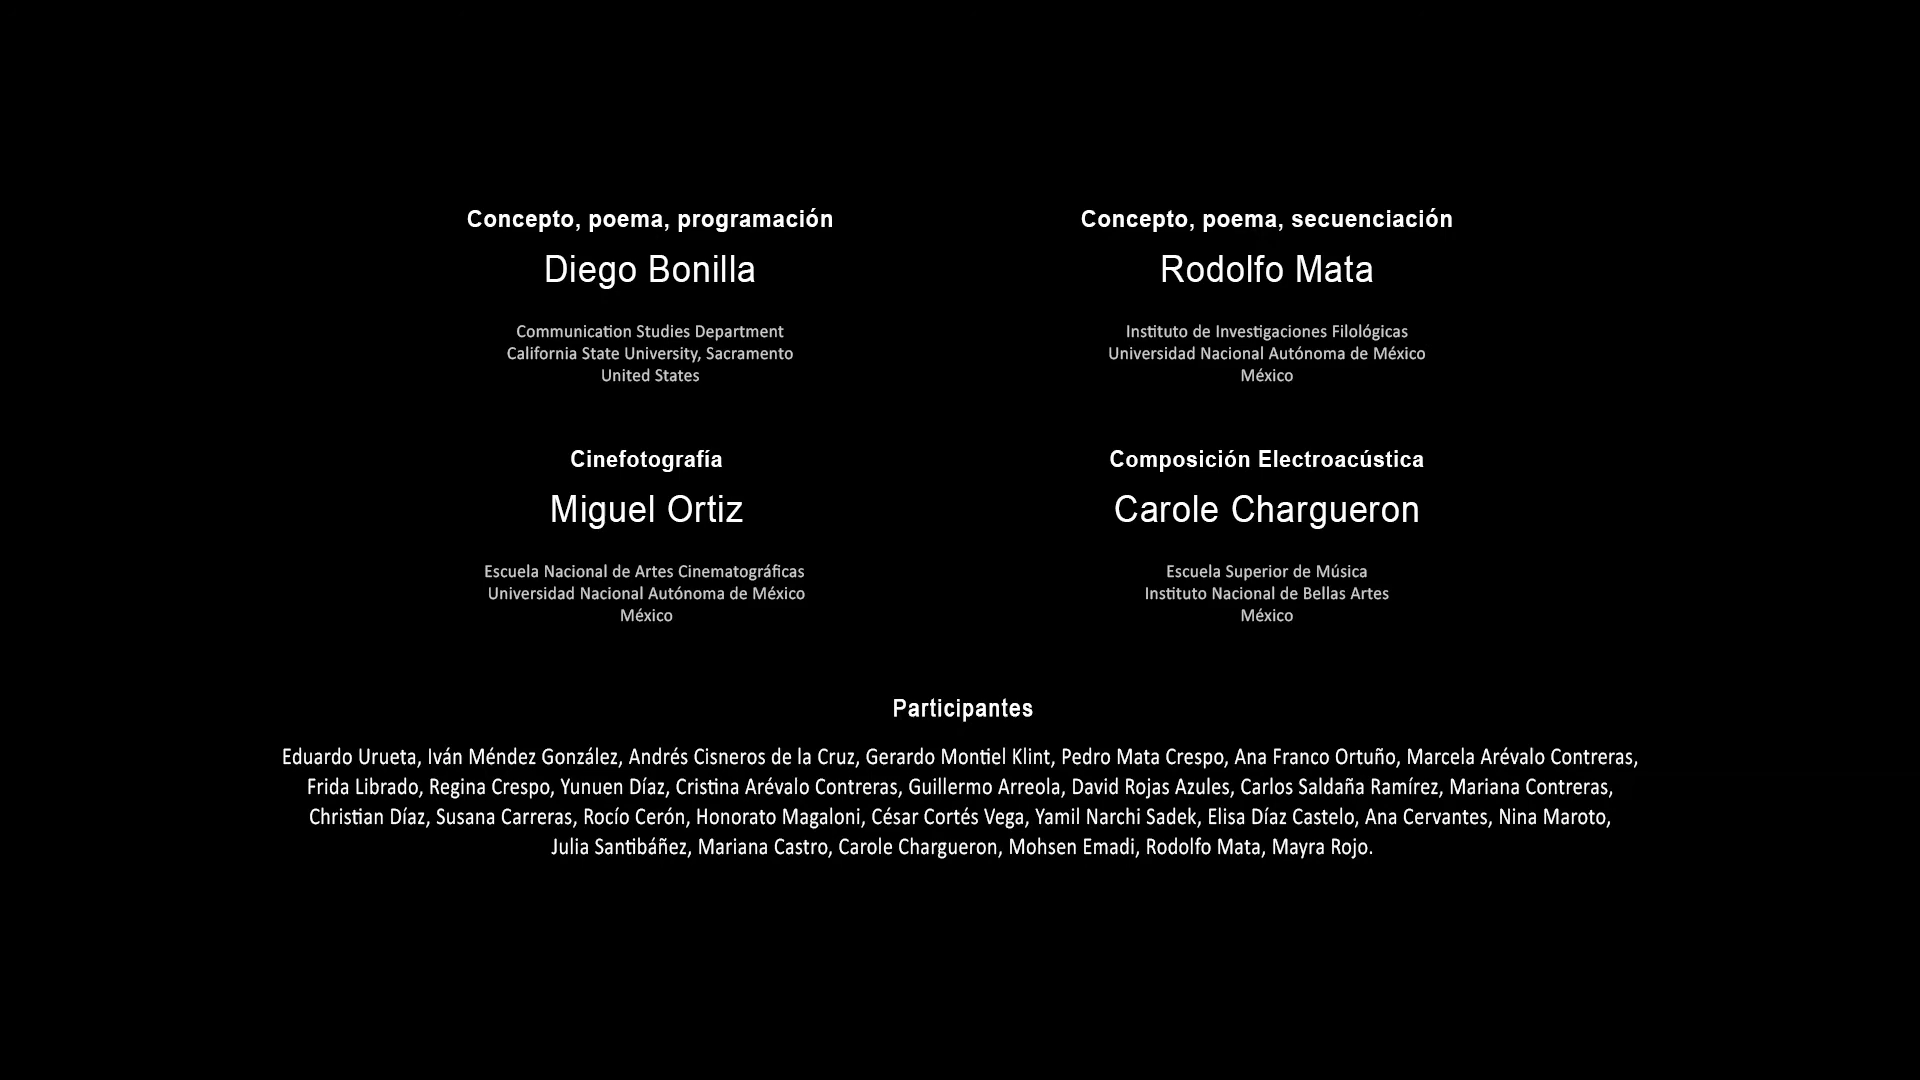 Concepto, poema, programación
Diego Bonilla
Communication Studies Department
California State University, Sacramento
United States
Concepto, poema, secuenciación
Rodolfo Mata
Instituto de Investigaciones Filológicas
Universidad Nacional Autónoma de México
México
Cinefotografía
Miguel Ortiz
Escuela Nacional de Artes Cinematográficas
Universidad Nacional Autónoma de México
México
Composición Electroacústica
Carole Chargueron
Escuela Superior de Música
Instituto Nacional de Bellas Artes
México
Participantes
Eduardo Urueta, Iván Méndez González, Andrés Cisneros de la Cruz, Gerardo Montiel Klint, Pedro Mata Crespo, Ana Franco Ortuño, Marcela Arévalo Contreras,
Frida Librado, Regina Crespo, Yunuen Díaz, Cristina Arévalo Contreras, Guillermo Arreola, David Rojas Azules, Carlos Saldaña Ramírez, Mariana Contreras,
Christian Díaz, Susana Carreras, Rocío Cerón, Honorato Magaloni, César Cortés Vega, Yamil Narchi Sadek, Elisa Díaz Castelo, Ana Cervantes, Nina Maroto,
Julia Santibáñez, Mariana Castro, Carole Chargueron, Mohsen Emadi, Rodolfo Mata, Mayra Rojo.